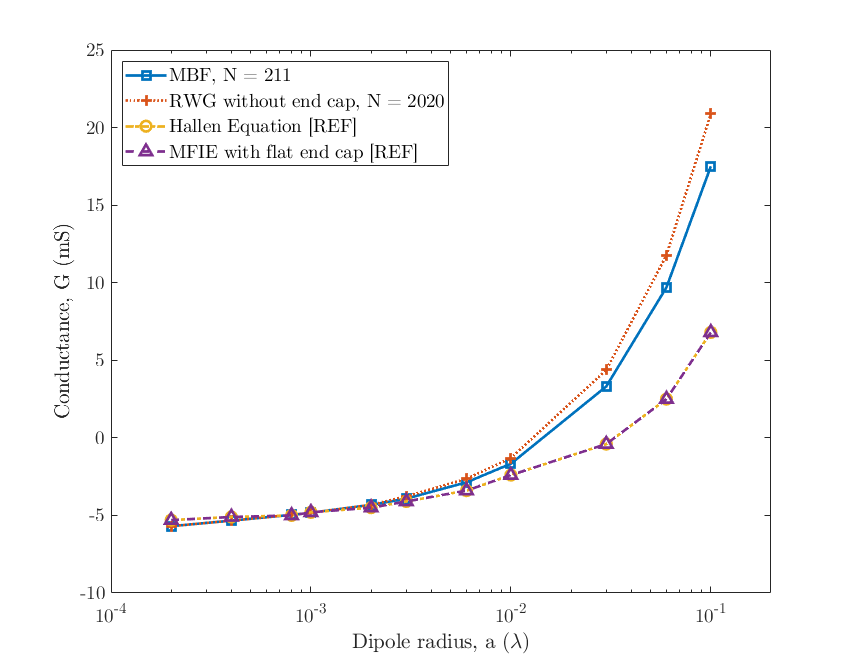 25
20
15
10
5
0
-5
-10
Conductance, G (mS)
MBF, N = 211
RWG without end cap, N = 2020
Hallen Equation [REF]
MFIE with flat end cap [REF]
10^-4
10^-3
10^-2
10^-1
Dipole radius, a (λ)